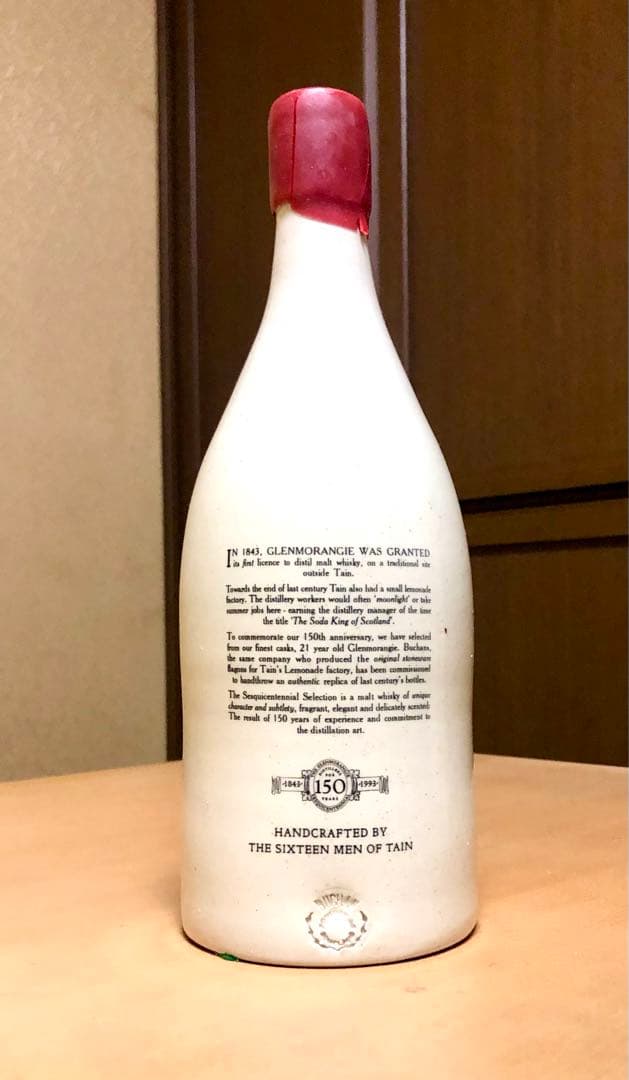 IN 1843, GLENMORANGIE WAS GRANTED
its first licence to distil malt whisky, on a traditional site
outside Tain.
Towards the end of last century Tain also had a small lemonade
factory. The distillery workers would often 'moonlight' or take
summer jobs here - earning the distillery manager of the time
the title 'The Soda King of Scotland'.
To commemorate our 150th anniversary, we have selected
from our finest casks, 21 year old Glenmorangie. Buchans,
the same company who produced the original stoneware
flagons for Tain's Lemonade factory, has been commissioned
to handthrow an authentic replica of last century's bottles.
The Sesquicentennial Selection is a malt whisky of unique
character and subtlety, fragrant, elegant and delicately scented:
The result of 150 years of experience and commitment to
the distillation art.
THE GLENMORANGIE
DISTILLERY
FOR
·1843· 150 ·1993·
YEARS
SESQUICENTENNIAL
HANDCRAFTED BY
THE SIXTEEN MEN OF TAIN
BUCHAN